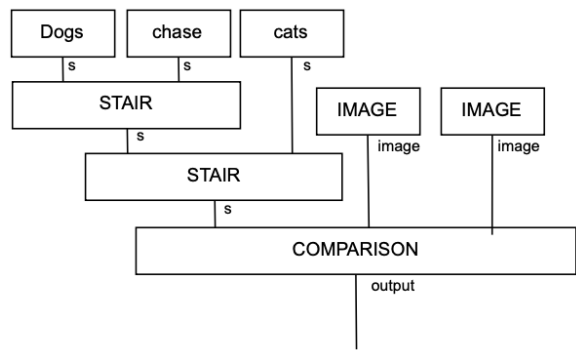 Dogs chase cats
s s s
STAIR
IMAGE IMAGE
s image image
STAIR
s
COMPARISON
output